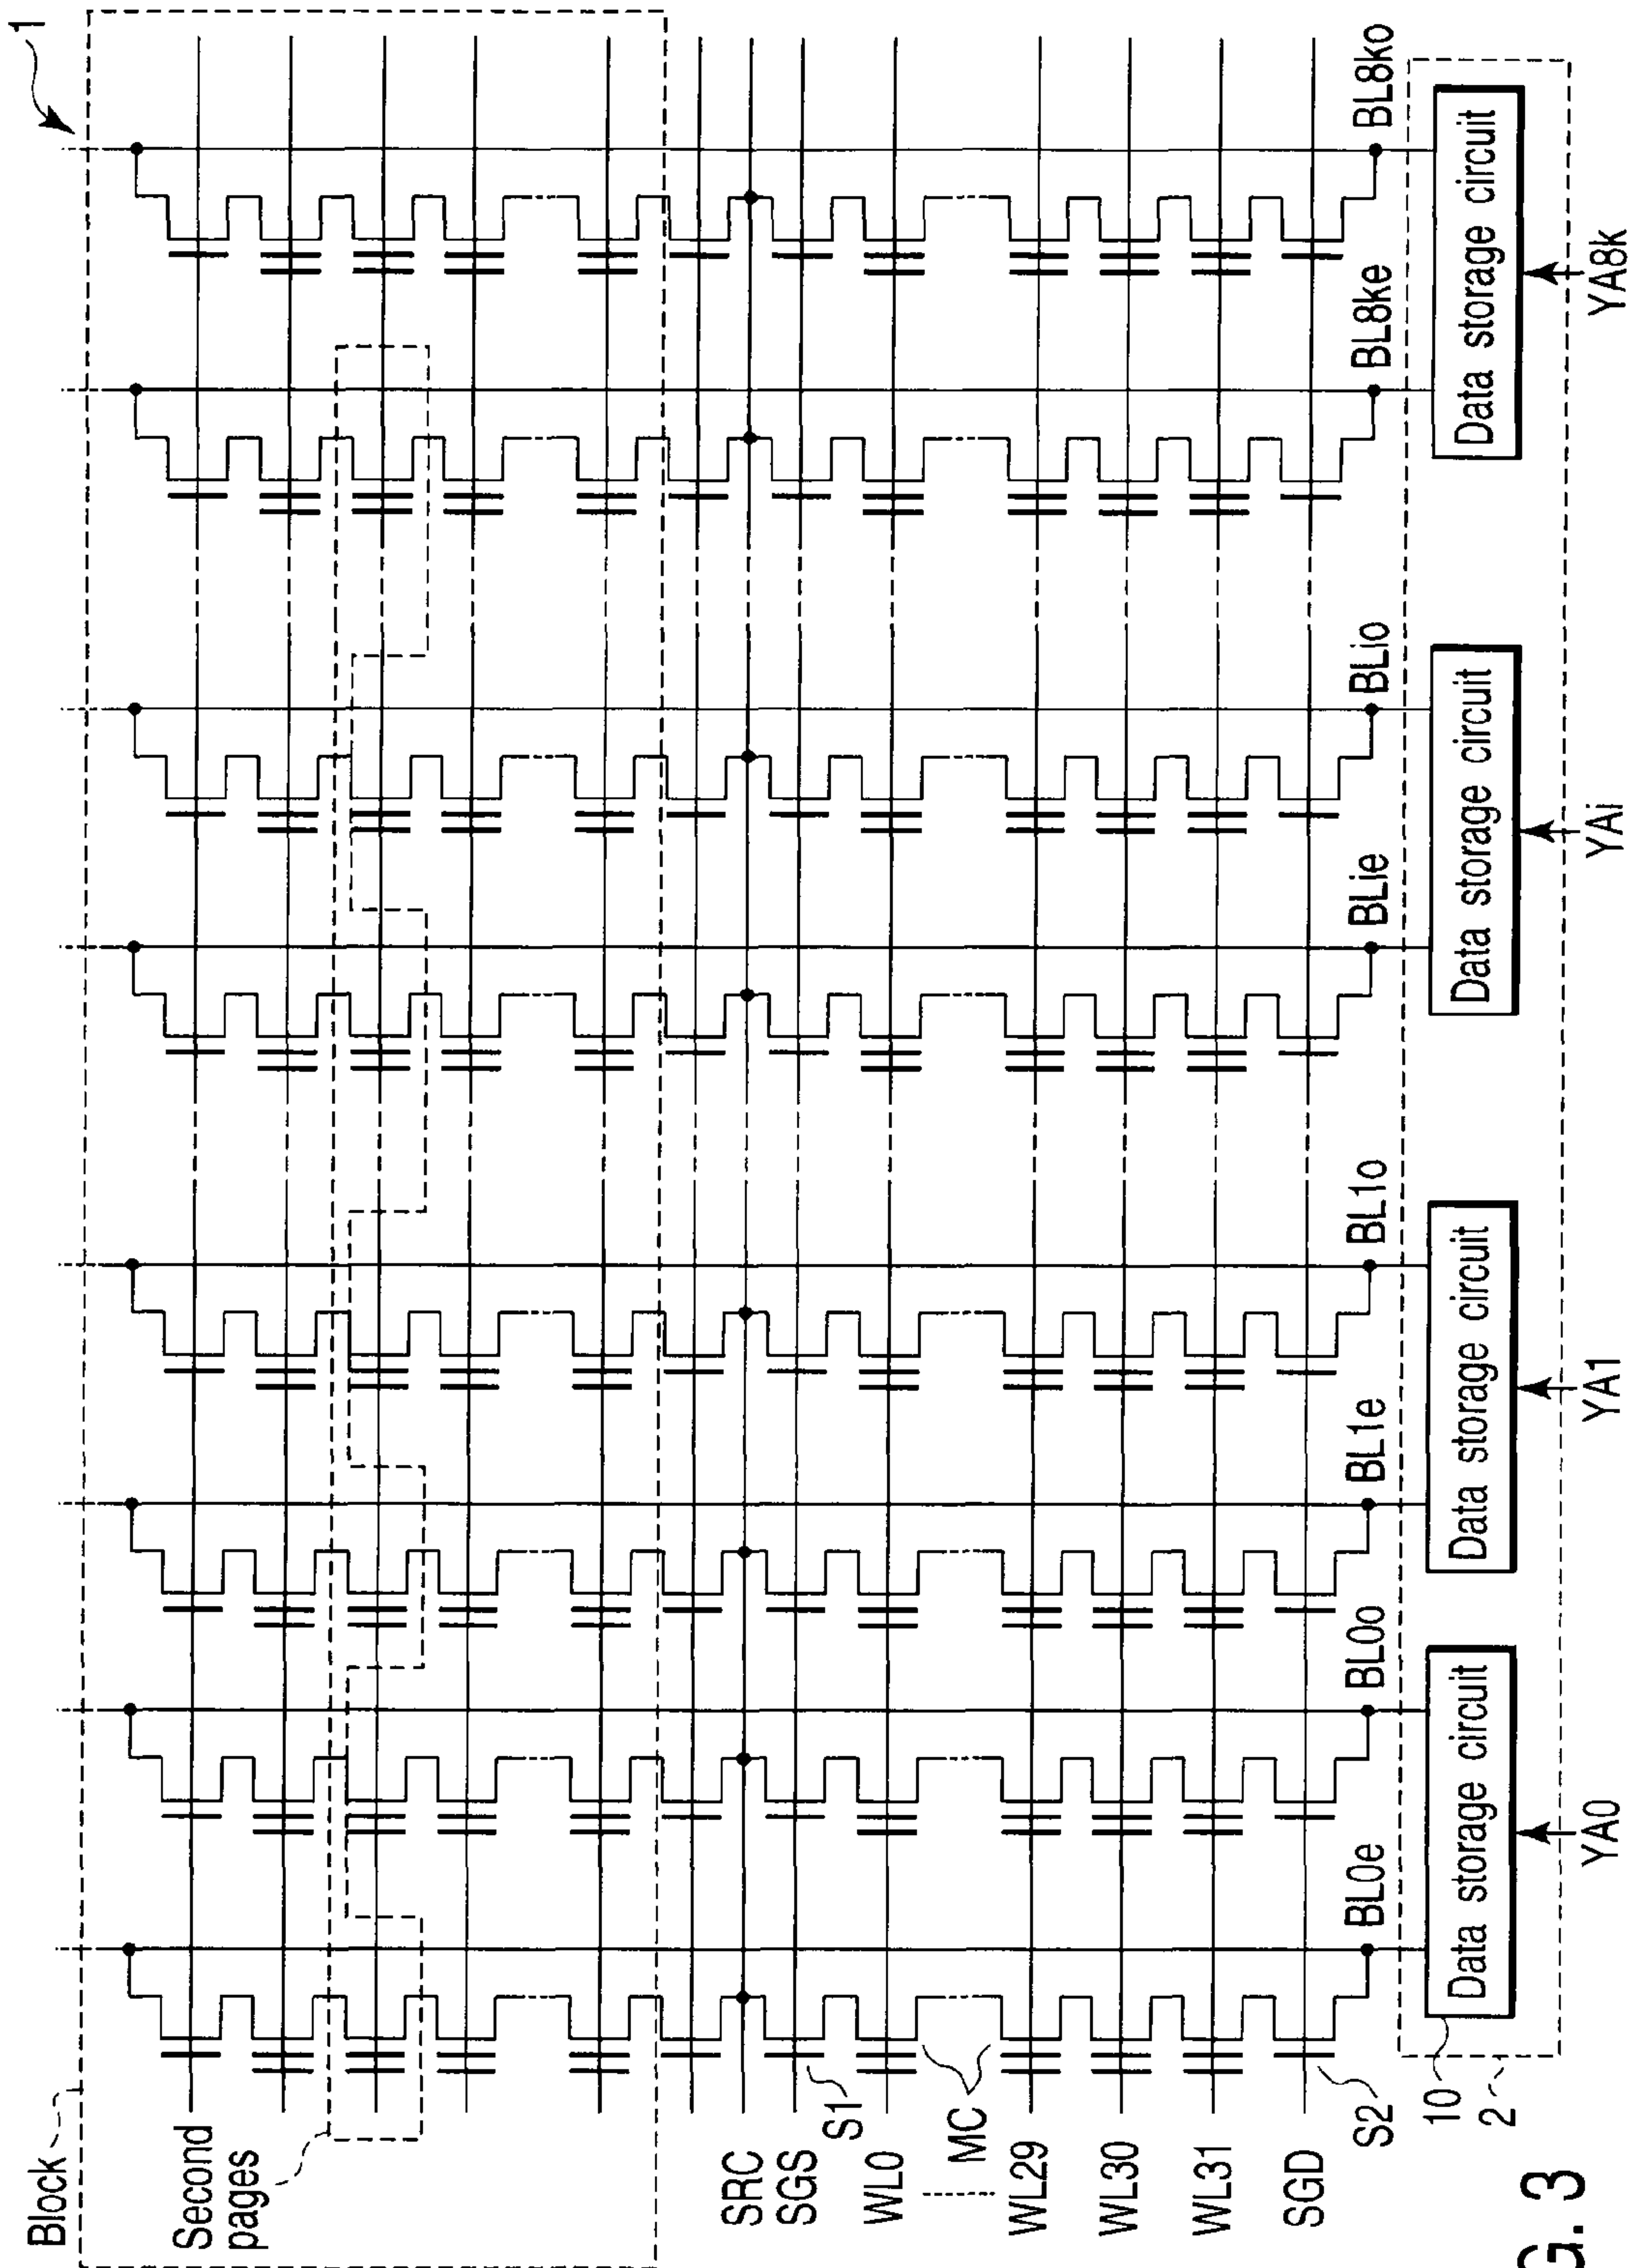 1
Block
Second
pages
SRC
SGS
S1
WL0
MC
WL29
WL30
WL31
SGD
S2
BL0e
BL0o
BL1e
BL1o
BLie
BLio
BL8ke
BL8ko
10
2
Data storage circuit
Data storage circuit
Data storage circuit
Data storage circuit
YA0
YA1
YAi
YA8k
G. 3